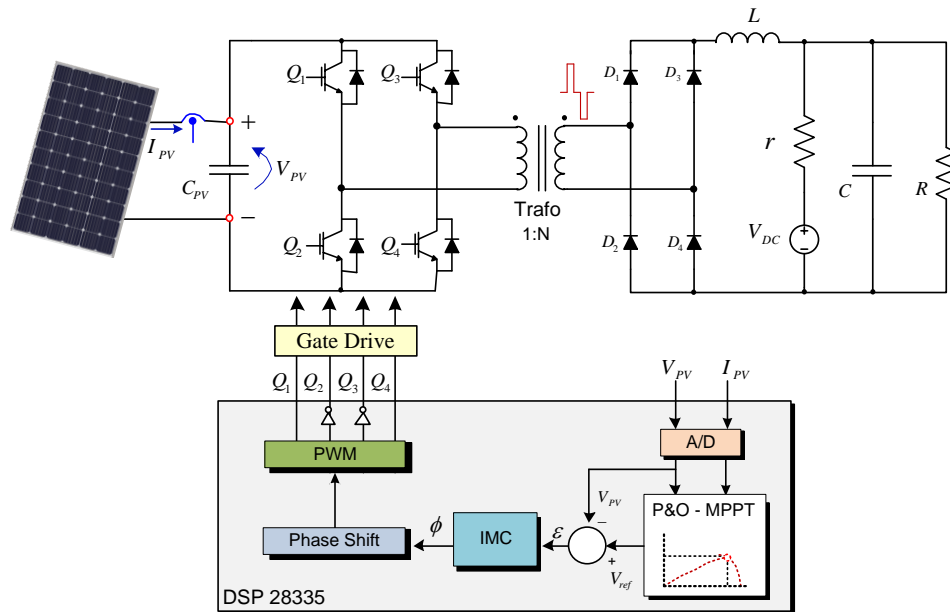 L
Q1
Q3
D1
D3
+
I PV
C PV
V PV
−
Trafo
1:N
r
C
R
Q2
Q4
D2
D4
V DC
+
−
Gate Drive
Q1 Q2 Q3 Q4
V PV
I PV
A/D
PWM
V PV
−
P&O - MPPT
Phase Shift
ϕ
IMC
ε
+
V ref
DSP 28335